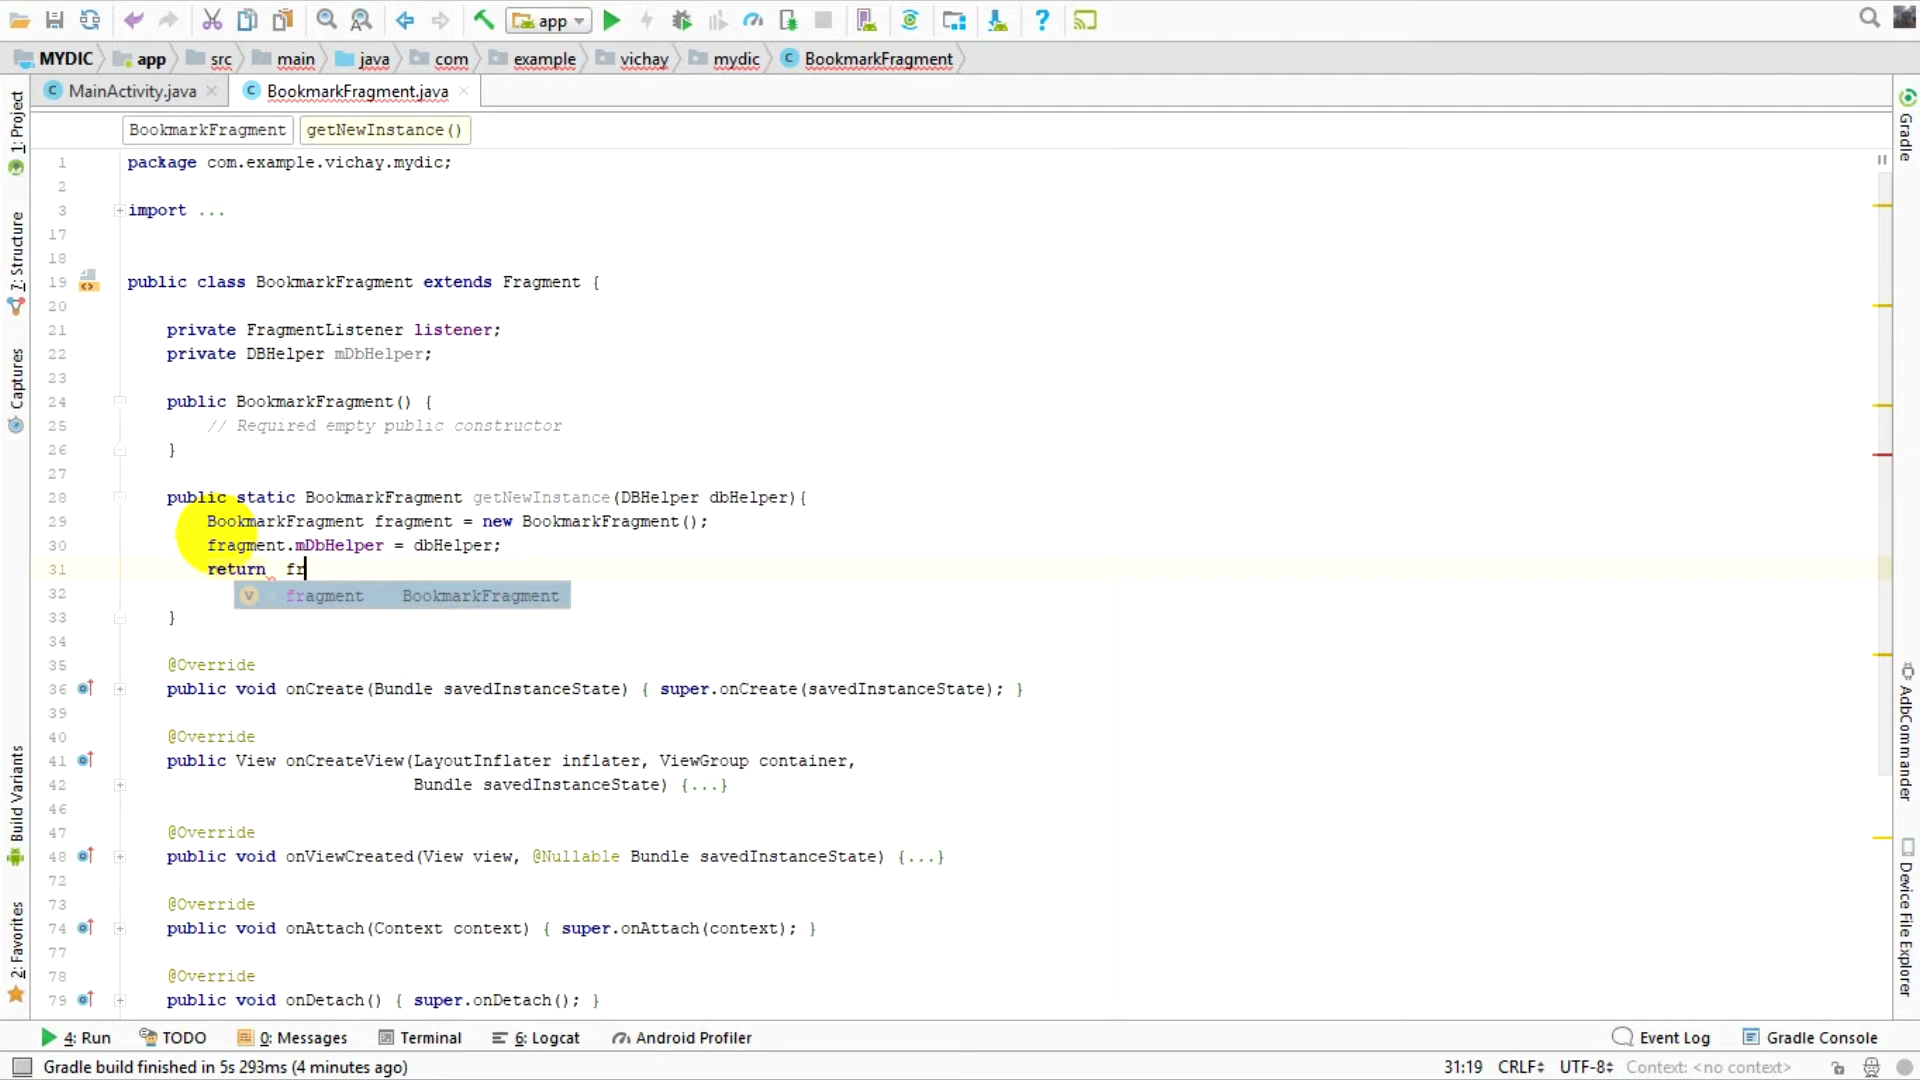 app
MYDIC app src main java com example vichay mydic BookmarkFragment
MainActivity.java BookmarkFragment.java
BookmarkFragment getNewInstance()
1: Project
7: Structure
Captures
Build Variants
2: Favorites
1 package com.example.vichay.mydic;
2
3 import ...
17
18
19 public class BookmarkFragment extends Fragment {
20
21 private FragmentListener listener;
22 private DBHelper mDbHelper;
23
24 public BookmarkFragment() {
25 // Required empty public constructor
26 }
27
28 public static BookmarkFragment getNewInstance(DBHelper dbHelper){
29 BookmarkFragment fragment = new BookmarkFragment();
30 fragment.mDbHelper = dbHelper;
31 return  fr
32 v fragment BookmarkFragment
33 }
34
35 @Override
36 public void onCreate(Bundle savedInstanceState) { super.onCreate(savedInstanceState); }
39
40 @Override
41 public View onCreateView(LayoutInflater inflater, ViewGroup container,
42 Bundle savedInstanceState) {...}
46
47 @Override
48 public void onViewCreated(View view, @Nullable Bundle savedInstanceState) {...}
72
73 @Override
74 public void onAttach(Context context) { super.onAttach(context); }
77
78 @Override
79 public void onDetach() { super.onDetach(); }
Gradle
AdbCommander
Device File Explorer
4: Run TODO 0: Messages Terminal 6: Logcat Android Profiler Event Log Gradle Console
Gradle build finished in 5s 293ms (4 minutes ago) 31:19 CRLF UTF-8 Context: <no context>